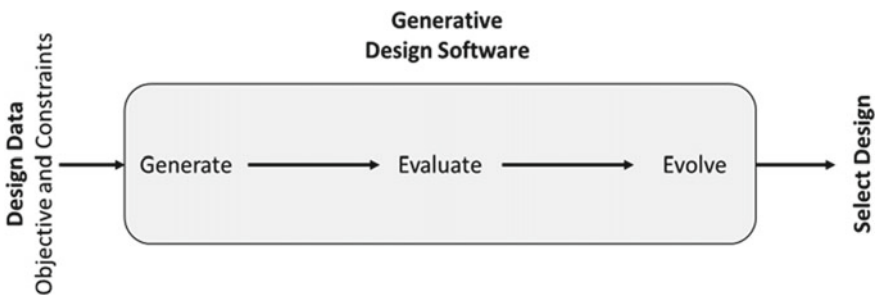 Generative
Design Software
Design Data
Objective and Constraints
Generate
Evaluate
Evolve
Select Design